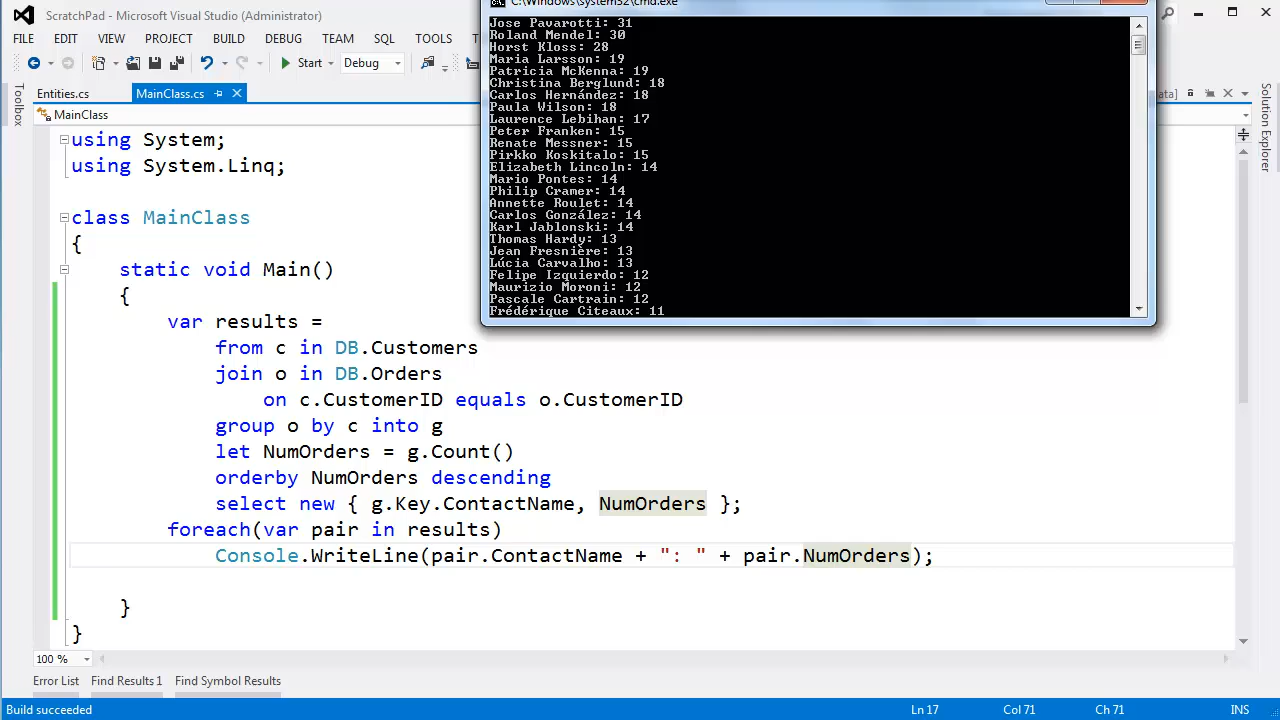 ScratchPad - Microsoft Visual Studio (Administrator)
FILE EDIT VIEW PROJECT BUILD DEBUG TEAM SQL TOOLS
Start Debug
Toolbox
Entities.cs MainClass.cs
MainClass
using System;
using System.Linq;
class MainClass
{
static void Main()
{
var results =
from c in DB.Customers
join o in DB.Orders
on c.CustomerID equals o.CustomerID
group o by c into g
let NumOrders = g.Count()
orderby NumOrders descending
select new { g.Key.ContactName, NumOrders };
foreach(var pair in results)
Console.WriteLine(pair.ContactName + ": " + pair.NumOrders);
}
}
C:\Windows\system32\cmd.exe
Jose Pavarotti: 31
Roland Mendel: 30
Horst Kloss: 28
Maria Larsson: 19
Patricia McKenna: 19
Christina Berglund: 18
Carlos Hernández: 18
Paula Wilson: 18
Laurence Lebihan: 17
Peter Franken: 15
Renate Messner: 15
Pirkko Koskitalo: 15
Elizabeth Lincoln: 14
Mario Pontes: 14
Philip Cramer: 14
Annette Roulet: 14
Carlos González: 14
Karl Jablonski: 14
Thomas Hardy: 13
Jean Fresnière: 13
Lúcia Carvalho: 13
Felipe Izquierdo: 12
Maurizio Moroni: 12
Pascale Cartrain: 12
Frédérique Citeaux: 11
Solution Explorer
100 %
Error List Find Results 1 Find Symbol Results
Build succeeded Ln 17 Col 71 Ch 71 INS